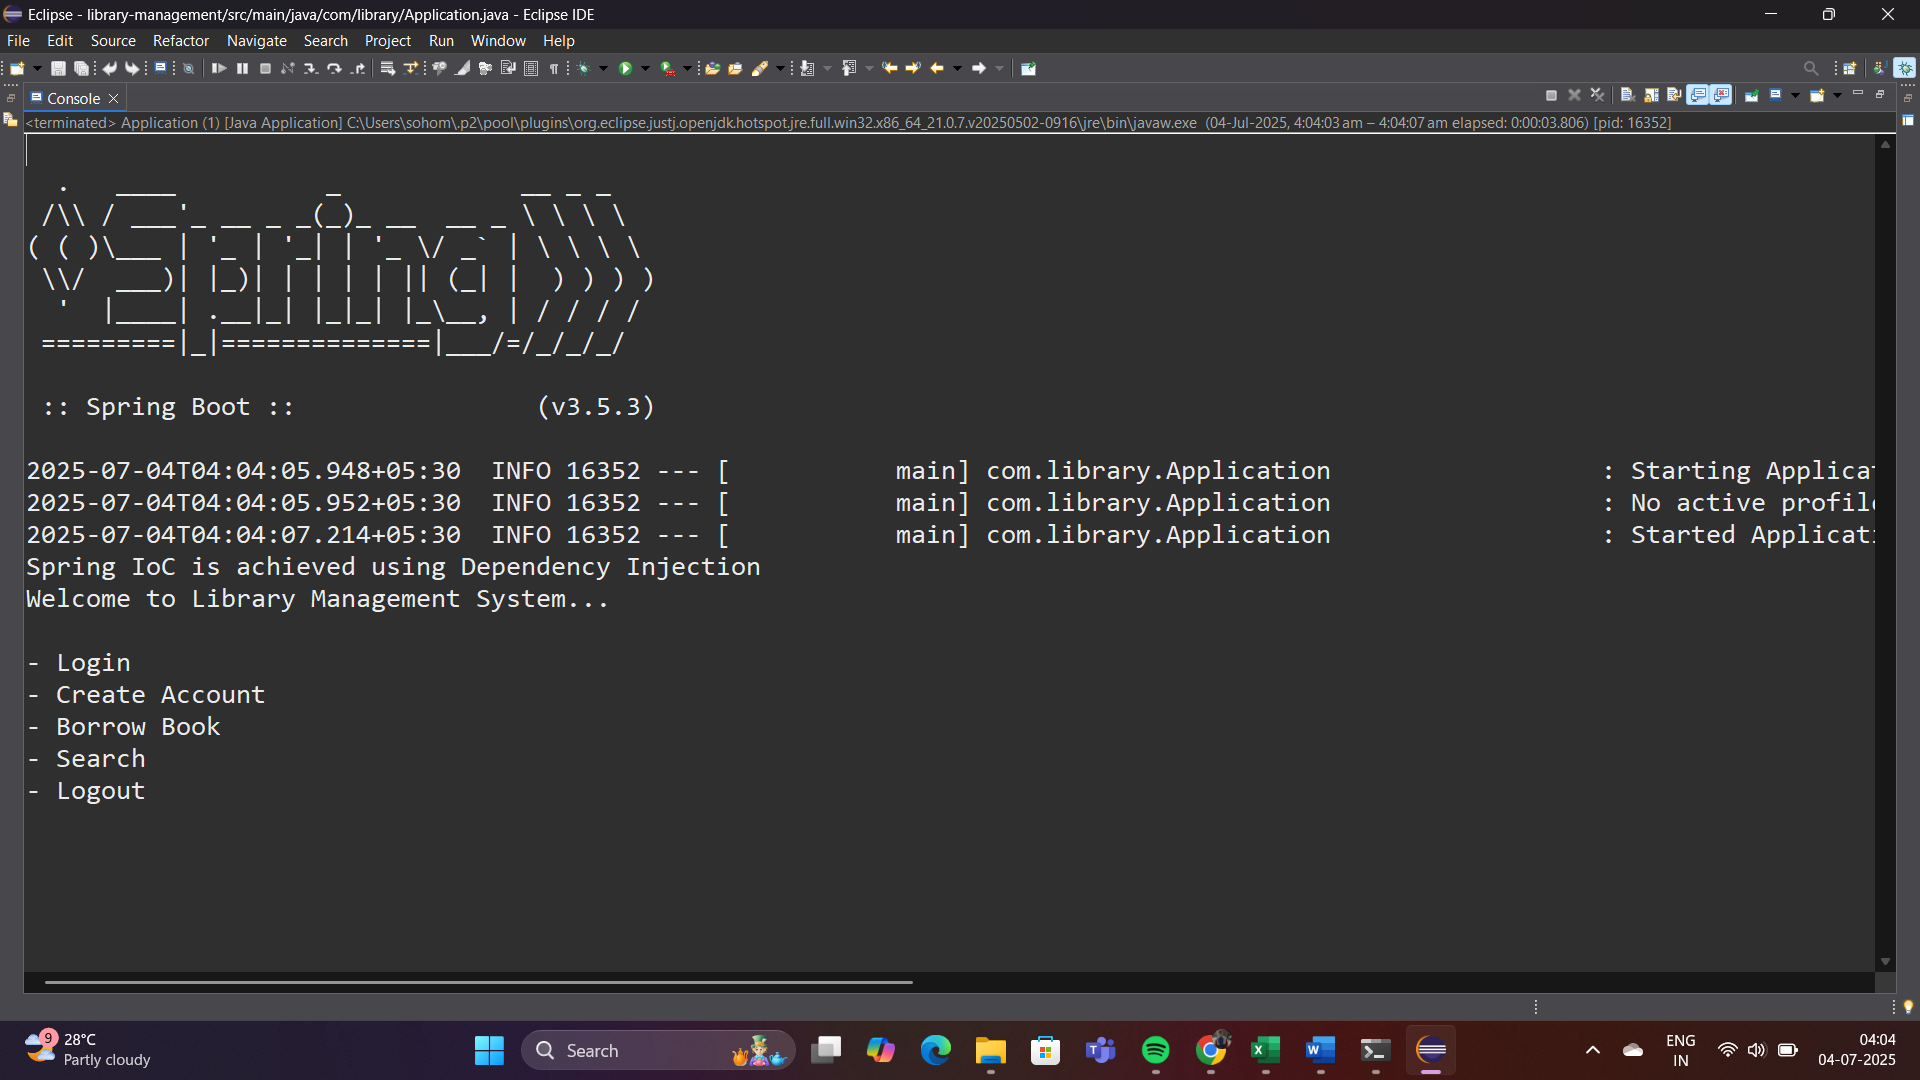 Eclipse - library-management/src/main/java/com/library/Application.java - Eclipse IDE
File Edit Source Refactor Navigate Search Project Run Window Help
Console
<terminated> Application (1) [Java Application] C:\Users\sohom\.p2\pool\plugins\org.eclipse.justj.openjdk.hotspot.jre.full.win32.x86_64_21.0.7.v20250502-0916\jre\bin\javaw.exe (04-Jul-2025, 4:04:03 am – 4:04:07 am elapsed: 0:00:03.806) [pid: 16352]
  .   ____          _            __ _ _
 /\\ / ___'_ __ _ _(_)_ __  __ _ \ \ \ \
( ( )\___ | '_ | '_| | '_ \/ _` | \ \ \ \
 \\/  ___)| |_)| | | | | || (_| |  ) ) ) )
  '  |____| .__|_| |_|_| |_\__, | / / / /
 =========|_|==============|___/=/_/_/_/
:: Spring Boot :: (v3.5.3)
2025-07-04T04:04:05.948+05:30 INFO 16352 --- [ main] com.library.Application : Starting Applicat
2025-07-04T04:04:05.952+05:30 INFO 16352 --- [ main] com.library.Application : No active profile
2025-07-04T04:04:07.214+05:30 INFO 16352 --- [ main] com.library.Application : Started Applicati
Spring IoC is achieved using Dependency Injection
Welcome to Library Management System...
- Login
- Create Account
- Borrow Book
- Search
- Logout
9
28°C
Partly cloudy
Search
ENG
IN
04:04
04-07-2025